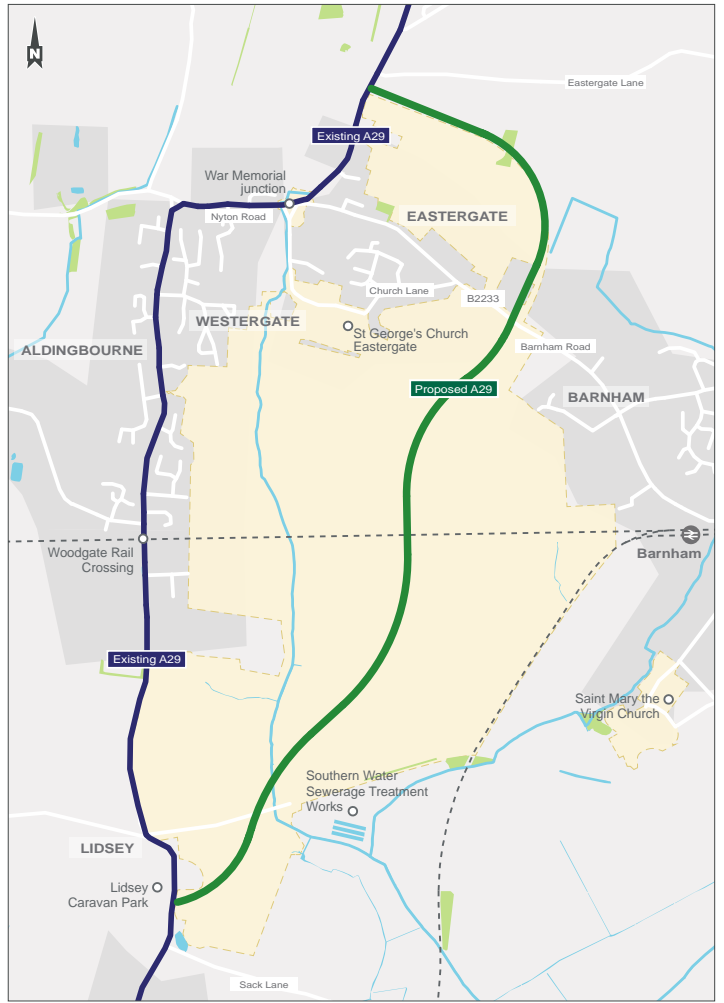 N
Eastergate Lane
Existing A29
War Memorial
junction
Nyton Road
EASTERGATE
Church Lane
B2233
WESTERGATE
St George's Church
Eastergate
Barnham Road
ALDINGBOURNE
Proposed A29
BARNHAM
Woodgate Rail
Crossing
Barnham
Existing A29
Saint Mary the
Virgin Church
Southern Water
Sewerage Treatment
Works
LIDSEY
Lidsey
Caravan Park
Sack Lane